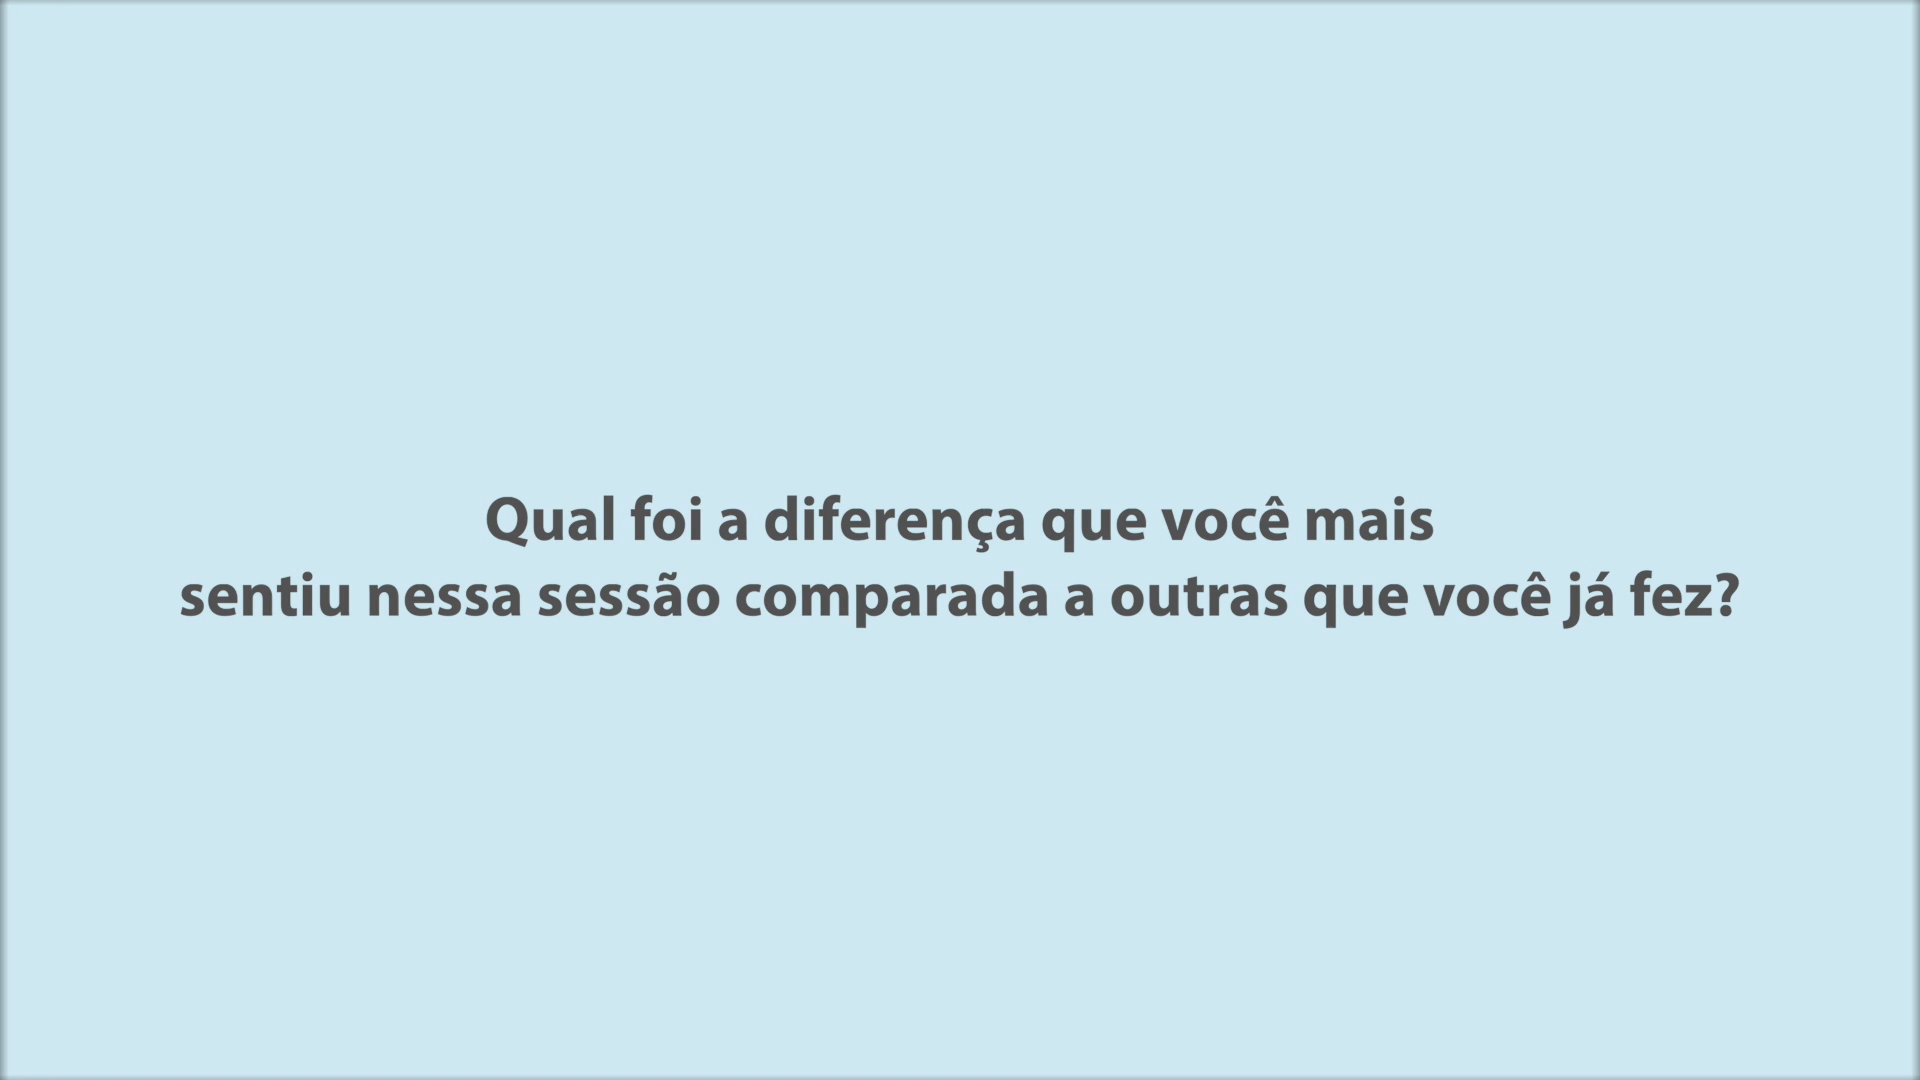 Qual foi a diferença que você mais
sentiu nessa sessão comparada a outras que você já fez?